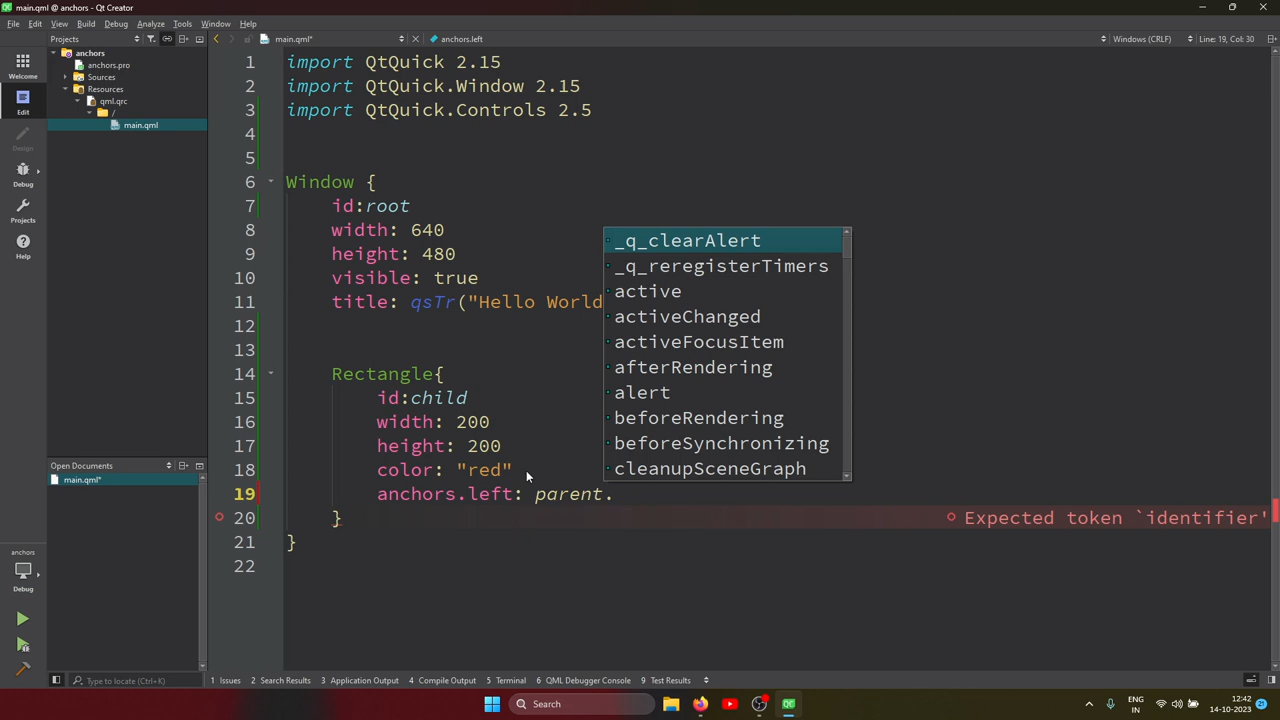 main.qml @ anchors - Qt Creator
File Edit View Build Debug Analyze Tools Window Help
Projects
main.qml*
anchors.left
Windows (CRLF)
Line: 19, Col: 30
Welcome
Edit
Design
Debug
Projects
Help
anchors
anchors.pro
Sources
Resources
qml.qrc
/
main.qml
Open Documents
main.qml*
1 import QtQuick 2.15
2 import QtQuick.Window 2.15
3 import QtQuick.Controls 2.5
4
5
6 Window {
7 id:root
8 width: 640
9 height: 480
10 visible: true
11 title: qsTr("Hello World
12
13
14 Rectangle{
15 id:child
16 width: 200
17 height: 200
18 color: "red"
19 anchors.left: parent.
20 } Expected token `identifier'
21 }
22
_q_clearAlert
_q_reregisterTimers
active
activeChanged
activeFocusItem
afterRendering
alert
beforeRendering
beforeSynchronizing
cleanupSceneGraph
anchors
Debug
Type to locate (Ctrl+K)
1 Issues 2 Search Results 3 Application Output 4 Compile Output 5 Terminal 6 QML Debugger Console 9 Test Results
Search
QC
ENG
IN
12:42
14-10-2023
21